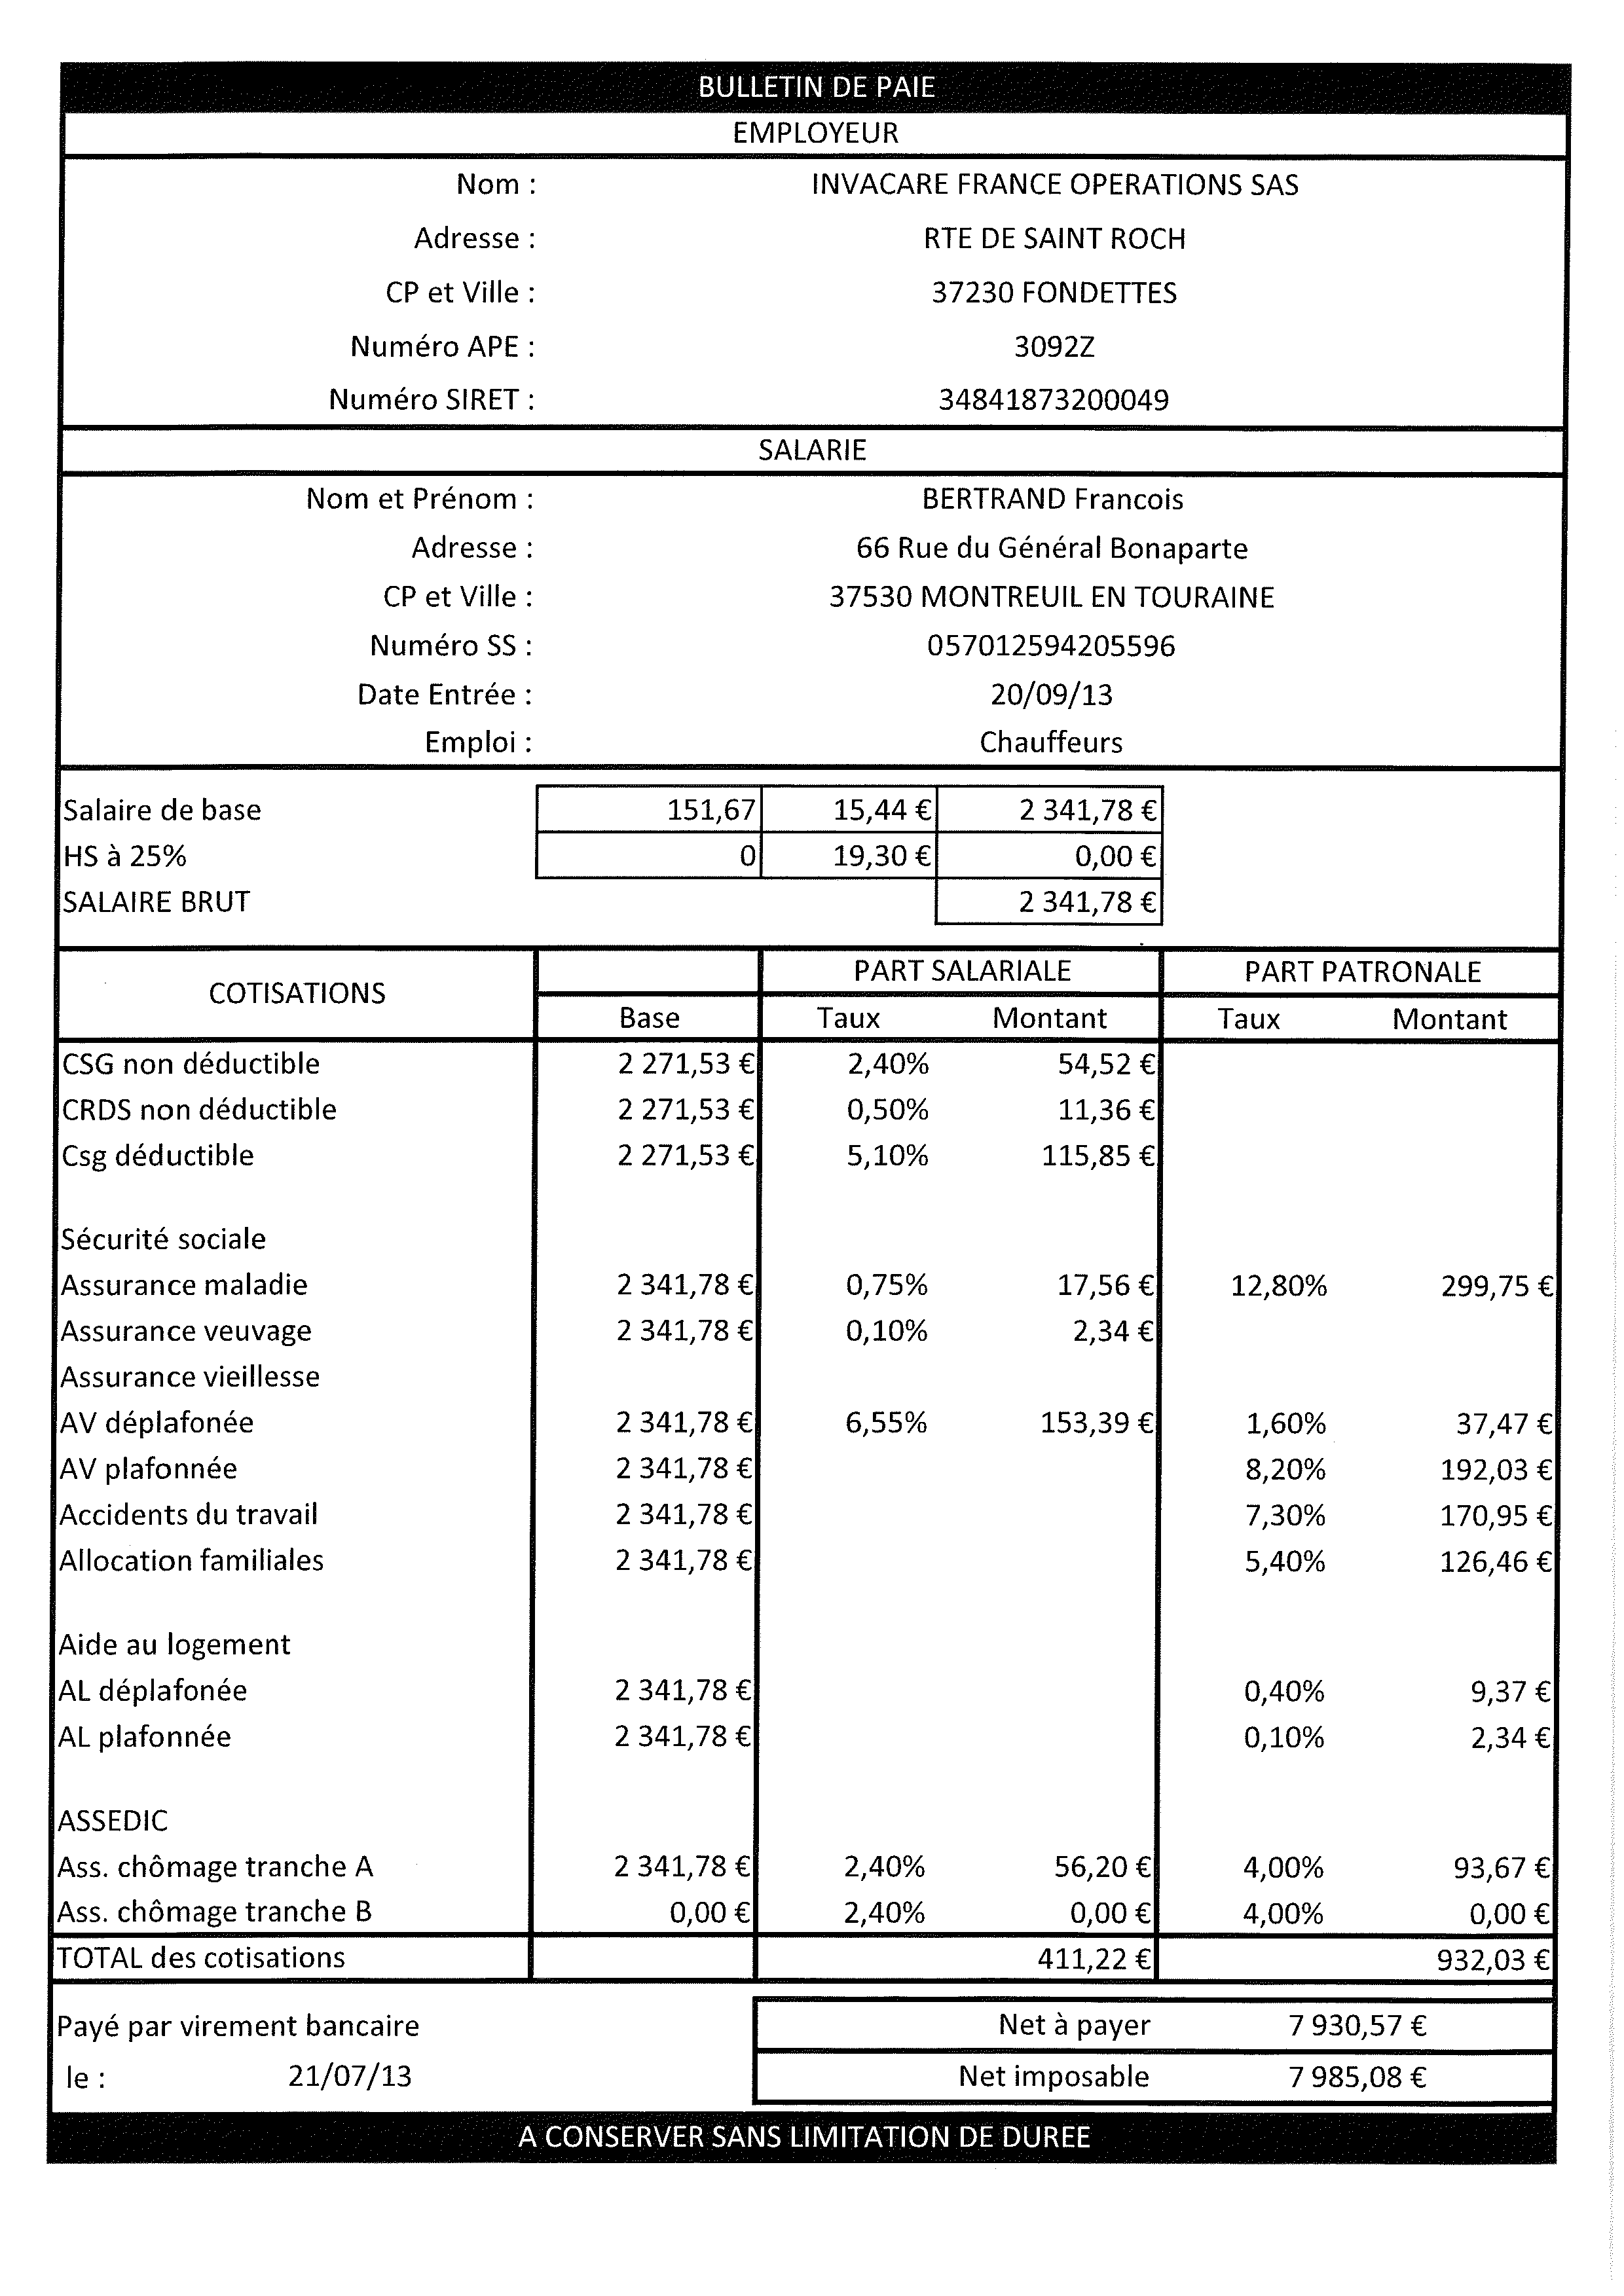 BULLETIN DE PAIE
EMPLOYEUR
Nom : INVACARE FRANCE OPERATIONS SAS
Adresse : RTE DE SAINT ROCH
CP et Ville : 37230 FONDETTES
Numéro APE : 3092Z
Numéro SIRET : 34841873200049
SALARIE
Nom et Prénom : BERTRAND Francois
Adresse : 66 Rue du Général Bonaparte
CP et Ville : 37530 MONTREUIL EN TOURAINE
Numéro SS : 057012594205596
Date Entrée : 20/09/13
Emploi : Chauffeurs
Salaire de base 151,67 15,44 € 2 341,78 €
HS à 25% 0 19,30 € 0,00 €
SALAIRE BRUT 2 341,78 €
COTISATIONS PART SALARIALE PART PATRONALE
Base Taux Montant Taux Montant
CSG non déductible 2 271,53 € 2,40% 54,52 €
CRDS non déductible 2 271,53 € 0,50% 11,36 €
Csg déductible 2 271,53 € 5,10% 115,85 €
Sécurité sociale
Assurance maladie 2 341,78 € 0,75% 17,56 € 12,80% 299,75 €
Assurance veuvage 2 341,78 € 0,10% 2,34 €
Assurance vieillesse
AV déplafonée 2 341,78 € 6,55% 153,39 € 1,60% 37,47 €
AV plafonnée 2 341,78 € 8,20% 192,03 €
Accidents du travail 2 341,78 € 7,30% 170,95 €
Allocation familiales 2 341,78 € 5,40% 126,46 €
Aide au logement
AL déplafonée 2 341,78 € 0,40% 9,37 €
AL plafonnée 2 341,78 € 0,10% 2,34 €
ASSEDIC
Ass. chômage tranche A 2 341,78 € 2,40% 56,20 € 4,00% 93,67 €
Ass. chômage tranche B 0,00 € 2,40% 0,00 € 4,00% 0,00 €
TOTAL des cotisations 411,22 € 932,03 €
Payé par virement bancaire Net à payer 7 930,57 €
le : 21/07/13 Net imposable 7 985,08 €
A CONSERVER SANS LIMITATION DE DUREE